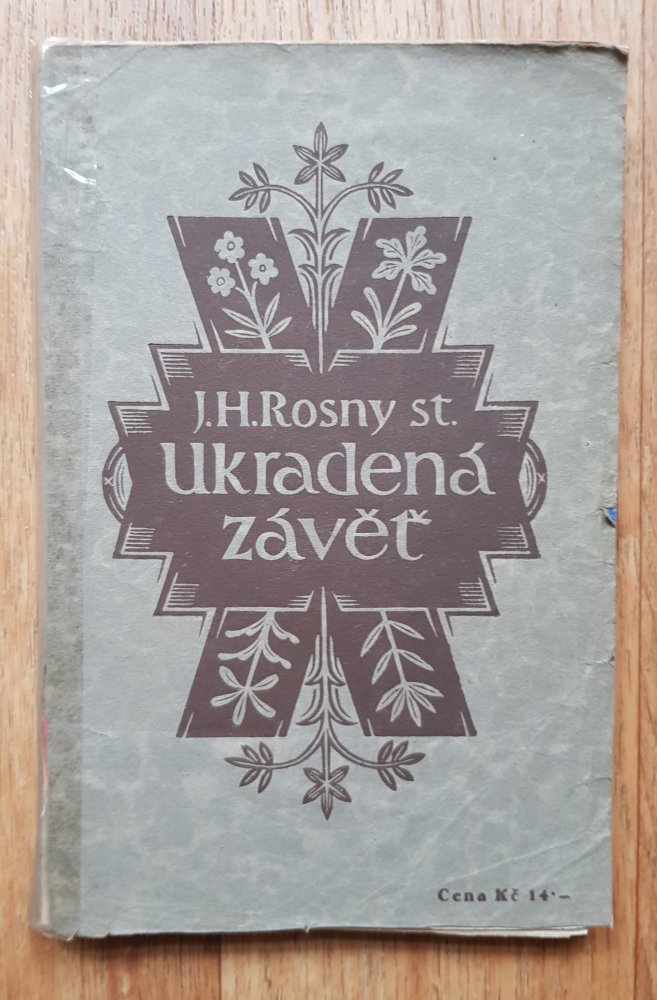 J.H.Rosny st.
Ukradená
závěť
Cena Kč 14·–